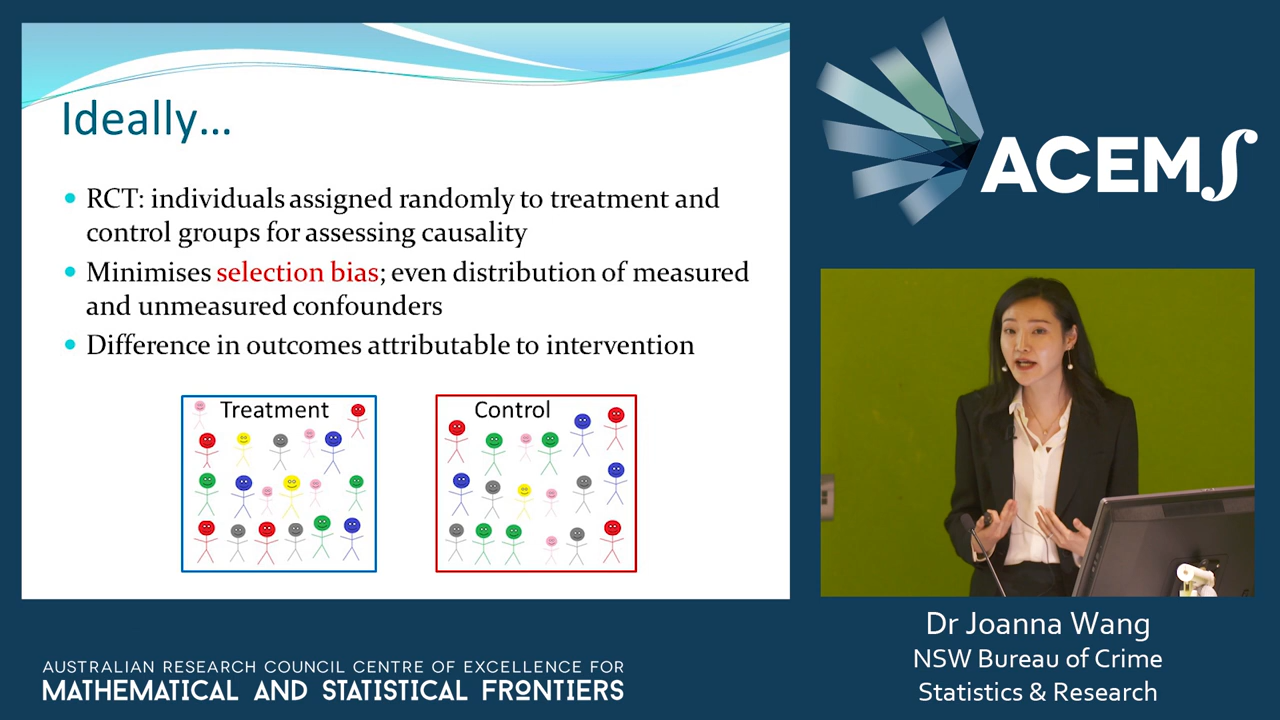 Ideally...
• RCT: individuals assigned randomly to treatment and
control groups for assessing causality
• Minimises selection bias; even distribution of measured
and unmeasured confounders
• Difference in outcomes attributable to intervention
Treatment
Control
ACEMS
Dr Joanna Wang
NSW Bureau of Crime
Statistics & Research
AUSTRALIAN RESEARCH COUNCIL CENTRE OF EXCELLENCE FOR
MATHEMATICAL AND STATISTICAL FRONTIERS